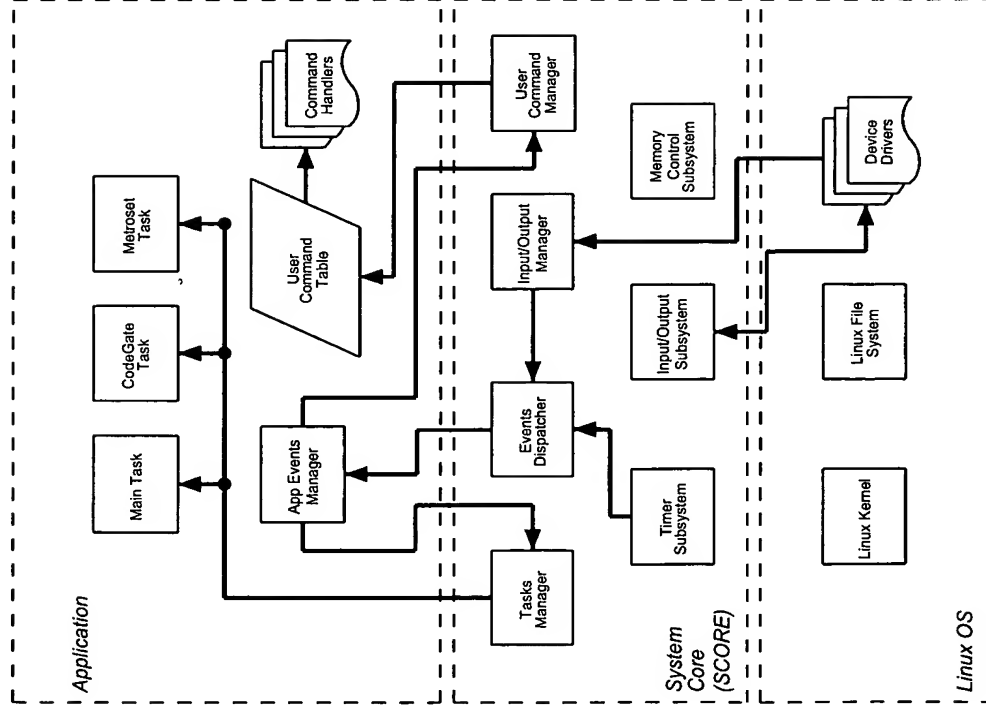 Application
Main Task
CodeGate
Task
Metroset
Task
App Events
Manager
User
Command
Table
Command
Handlers
System
Core
(SCORE)
Tasks
Manager
Events
Dispatcher
Input/Output
Manager
User
Command
Manager
Timer
Subsystem
Input/Output
Subsystem
Memory
Control
Subsystem
Linux OS
Linux Kernel
Linux File
System
Device
Drivers